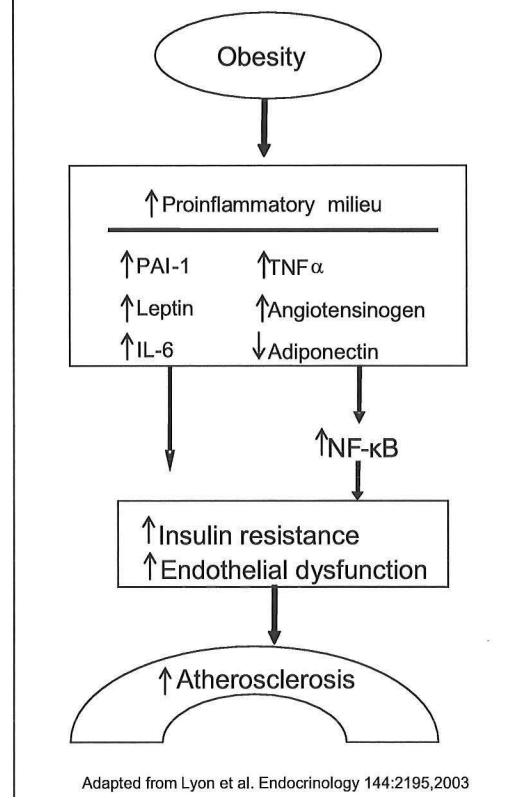 Obesity
↑Proinflammatory milieu
↑PAI-1 ↑TNFα
↑Leptin ↑Angiotensinogen
↑IL-6 ↓Adiponectin
↑NF-κB
↑Insulin resistance
↑Endothelial dysfunction
↑Atherosclerosis
Adapted from Lyon et al. Endocrinology 144:2195,2003